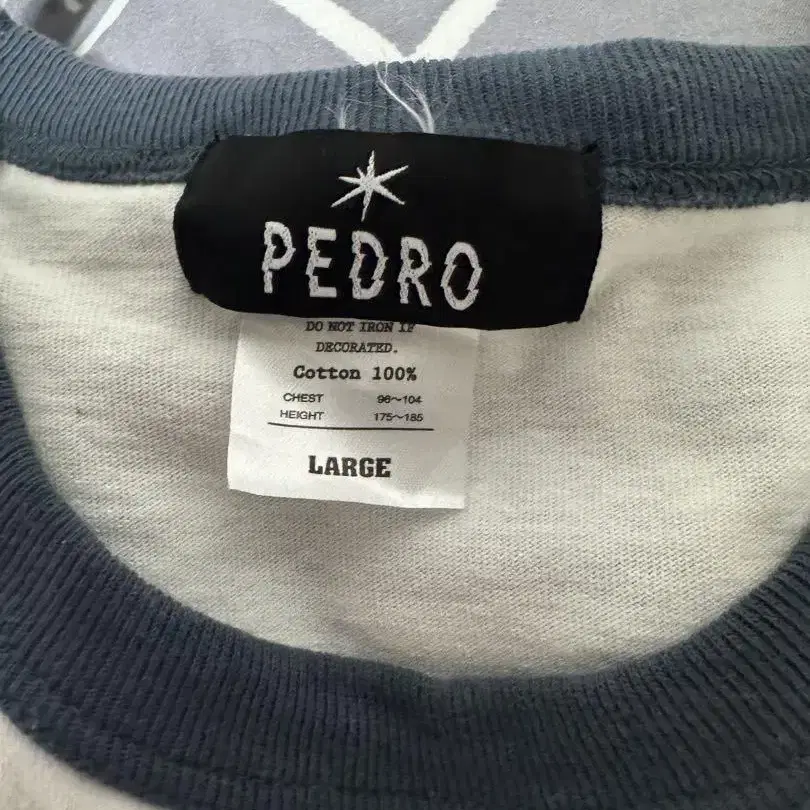 PEDRO
DO NOT IRON IF
DECORATED.
Cotton 100%
CHEST 96~104
HEIGHT 175~185
LARGE